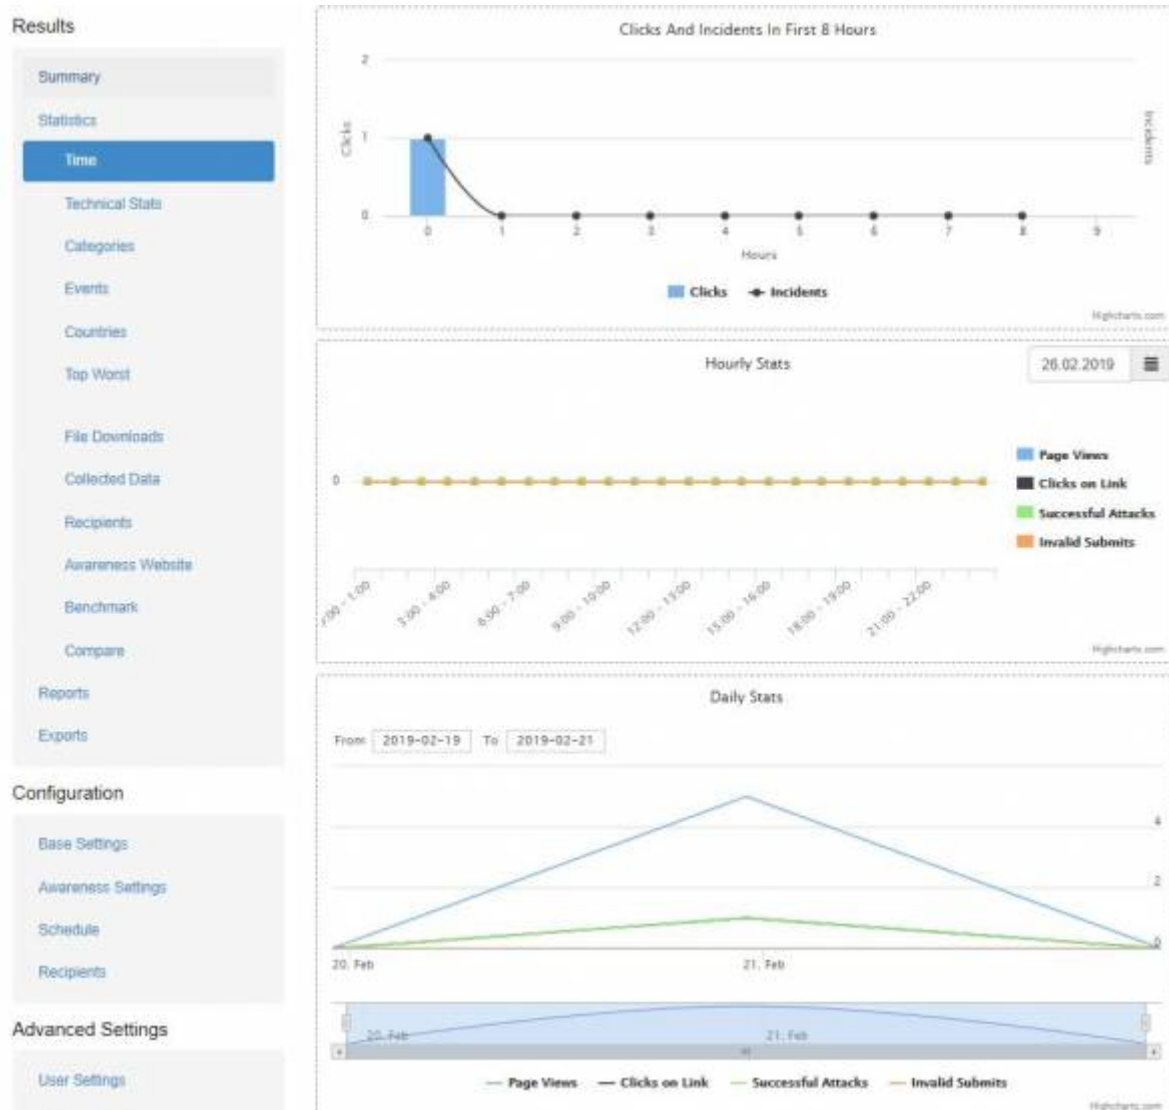 Results
Summary
Statistics
Time
Technical Stats
Categories
Events
Countries
Top Worst
File Downloads
Collected Data
Recipients
Awareness Website
Benchmark
Compare
Reports
Exports
Configuration
Base Settings
Awareness Settings
Schedule
Recipients
Advanced Settings
User Settings
Clicks And Incidents In First 8 Hours
2
1
0
Clicks
Incidents
0 1 2 3 4 5 6 7 8 9
Hours
Clicks Incidents
Highcharts.com
Hourly Stats
26.02.2019
0
Page Views
Clicks on Link
Successful Attacks
Invalid Submits
:00 - 1:00 3:00 - 4:00 6:00 - 7:00 9:00 - 10:00 12:00 - 13:00 15:00 - 16:00 18:00 - 19:00 21:00 - 22:00
Highcharts.com
Daily Stats
From 2019-02-19 To 2019-02-21
4
2
0
20. Feb 21. Feb
20. Feb 21. Feb
Page Views Clicks on Link Successful Attacks Invalid Submits
Highcharts.com